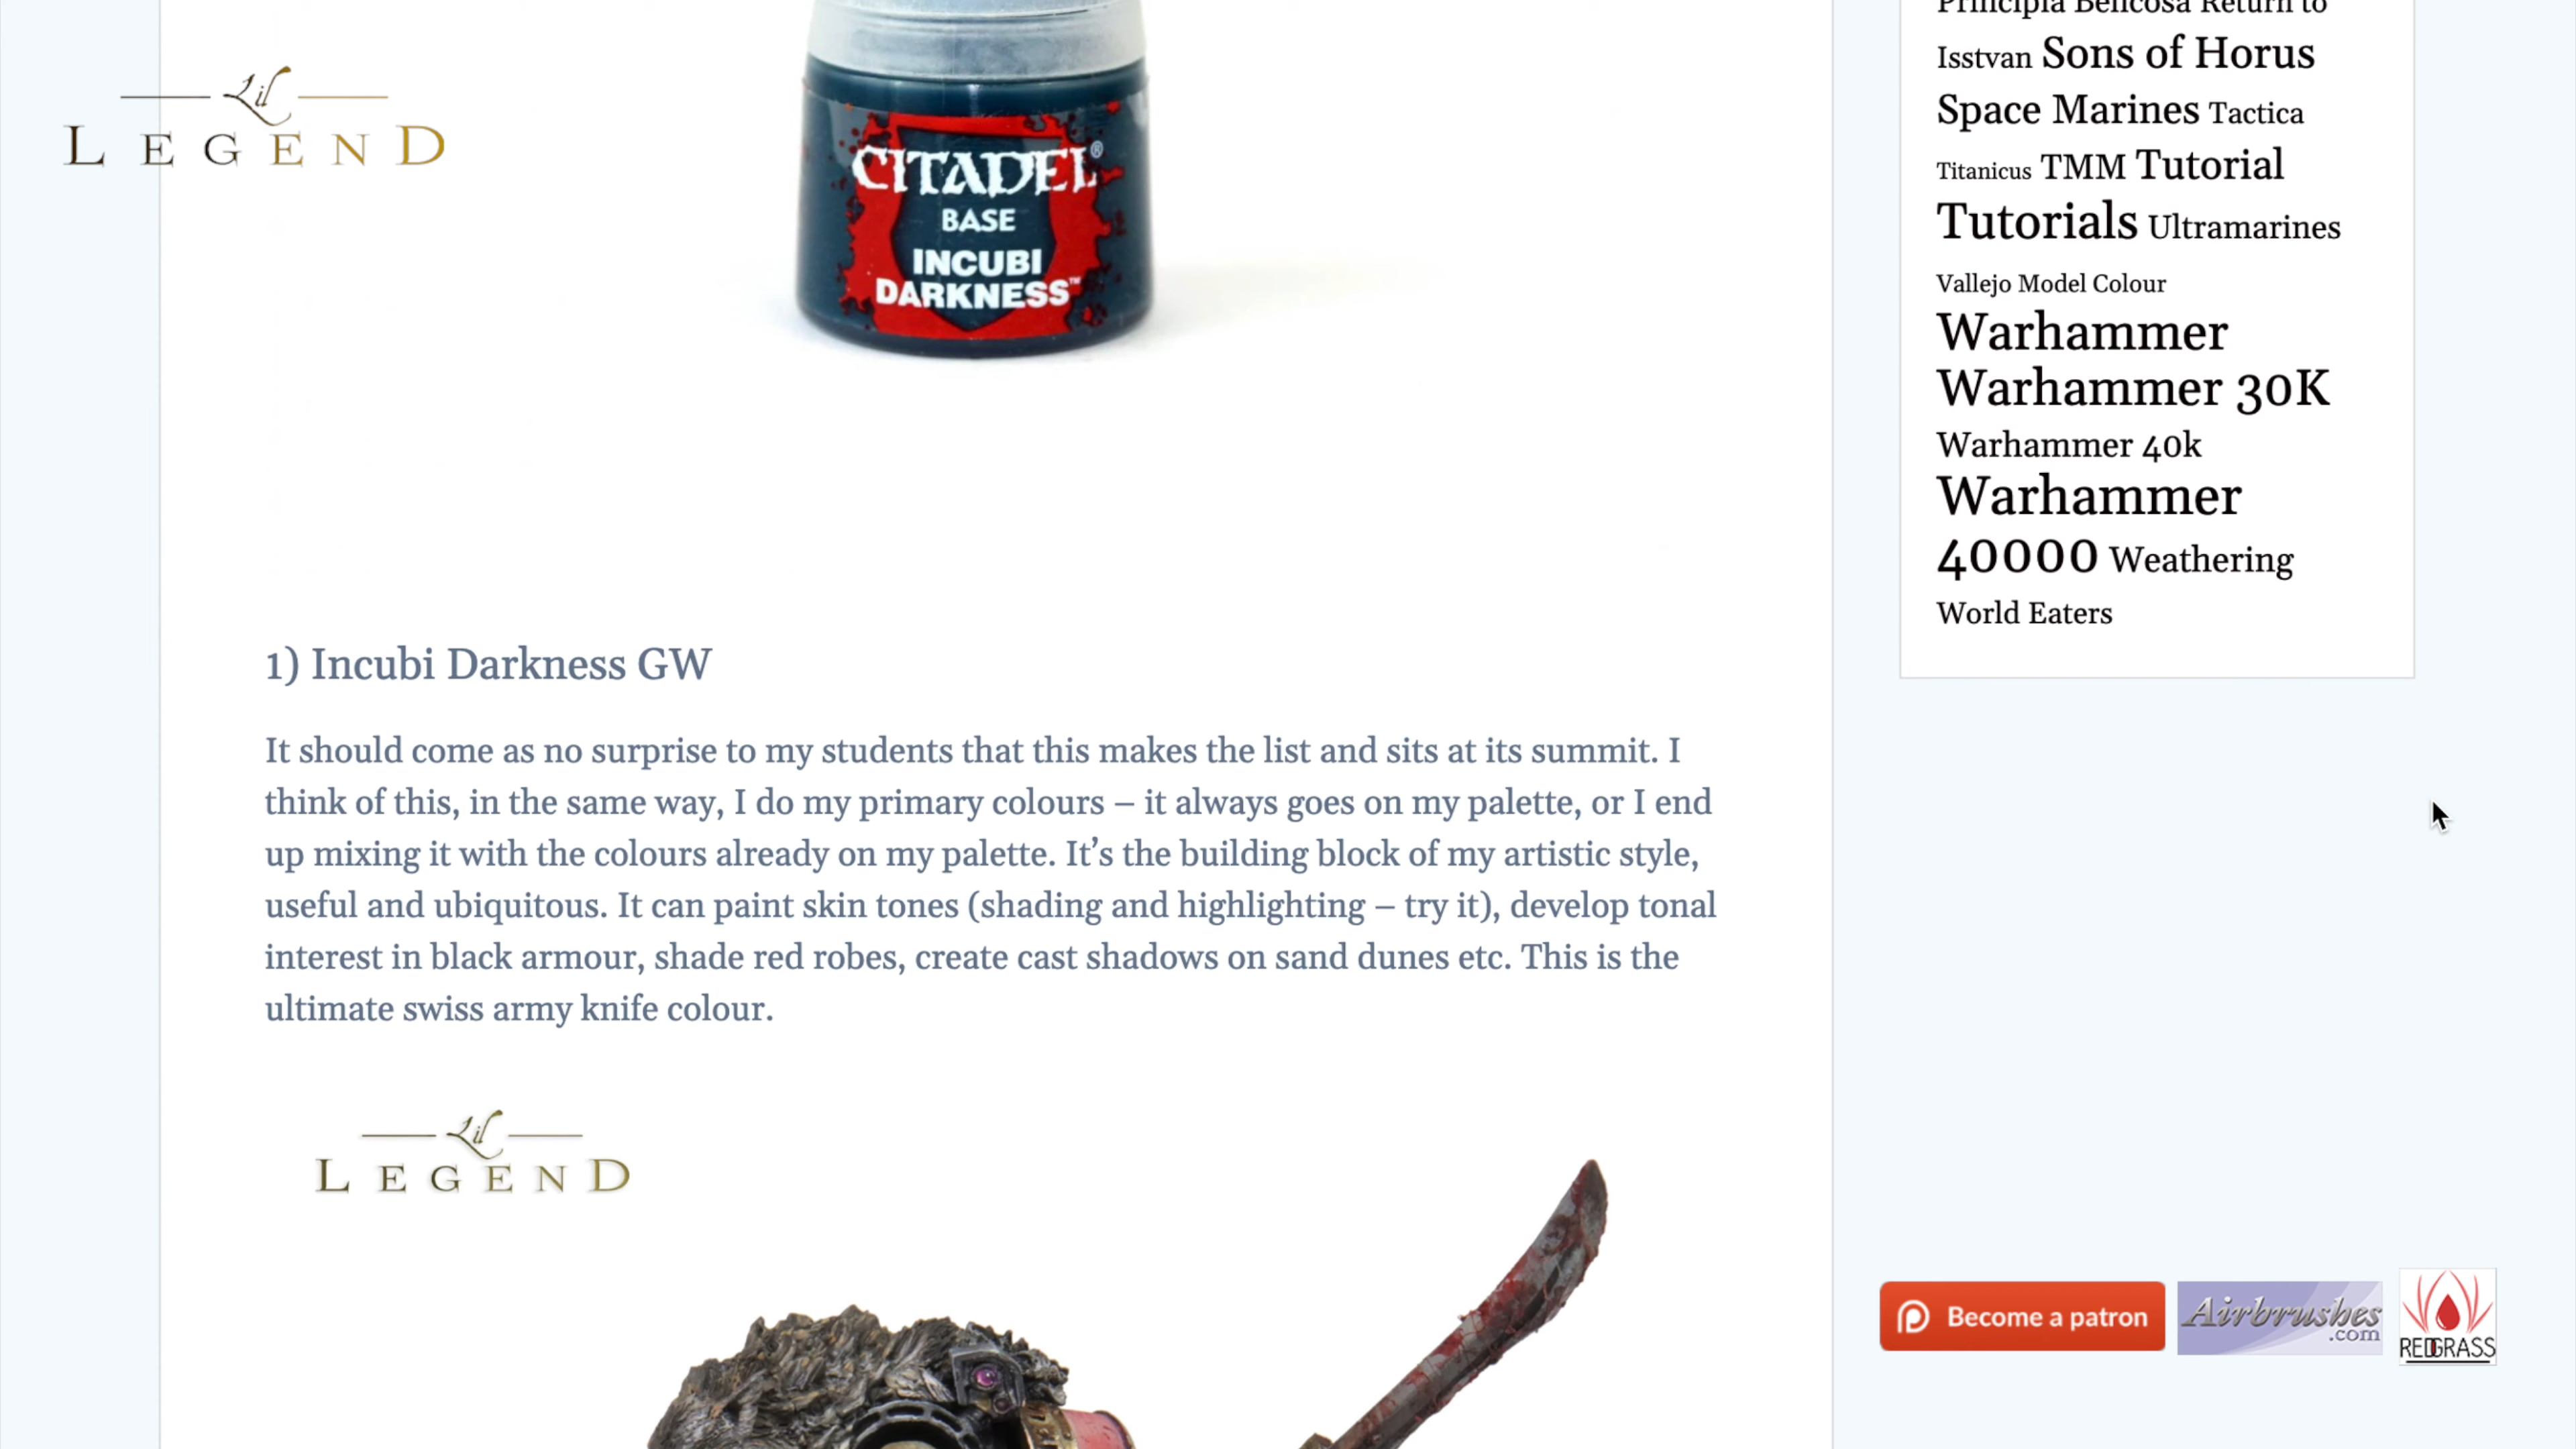 Lil
LEGEND
CITADEL®
BASE
INCUBI
DARKNESS™
1) Incubi Darkness GW
It should come as no surprise to my students that this makes the list and sits at its summit. I
think of this, in the same way, I do my primary colours – it always goes on my palette, or I end
up mixing it with the colours already on my palette. It’s the building block of my artistic style,
useful and ubiquitous. It can paint skin tones (shading and highlighting – try it), develop tonal
interest in black armour, shade red robes, create cast shadows on sand dunes etc. This is the
ultimate swiss army knife colour.
Lil
LEGEND
Principia Belicosa Return to
Isstvan Sons of Horus
Space Marines Tactica
Titanicus TMM Tutorial
Tutorials Ultramarines
Vallejo Model Colour
Warhammer
Warhammer 30K
Warhammer 40k
Warhammer
40000 Weathering
World Eaters
Become a patron
Airbrushes
.com
REDGRASS